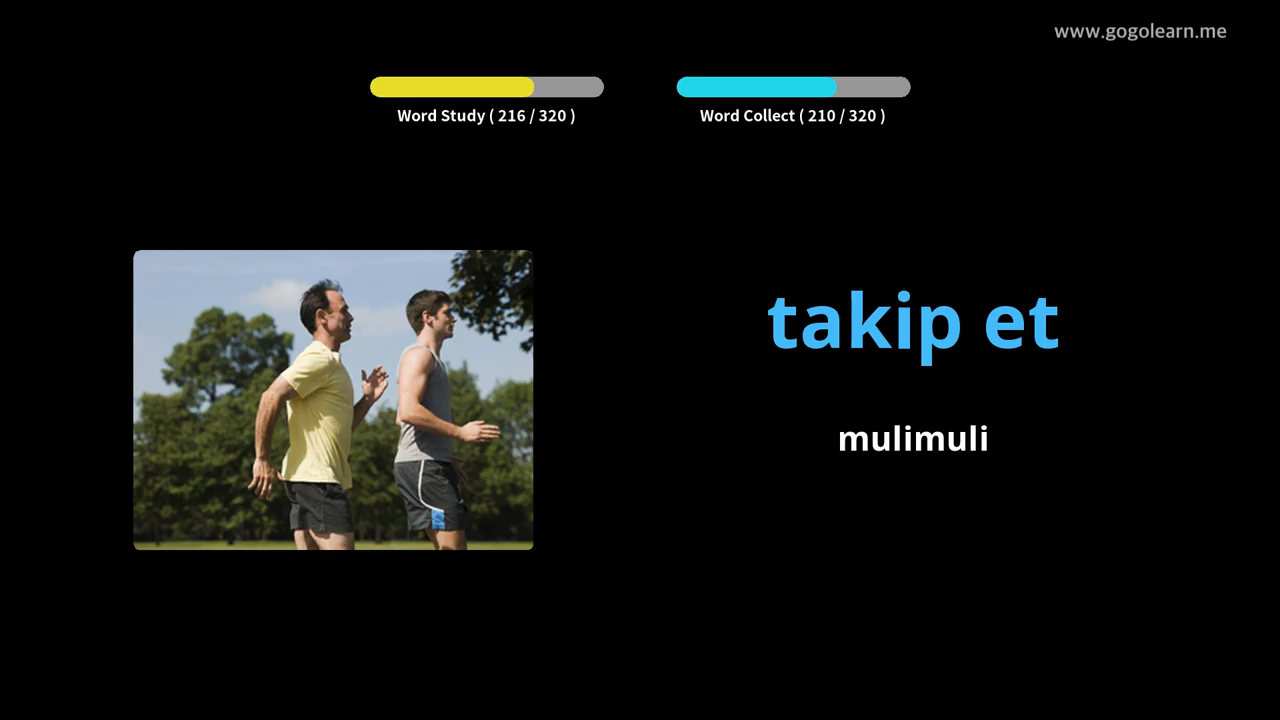 www.gogolearn.me
Word Study ( 216 / 320 )
Word Collect ( 210 / 320 )
takip et
mulimuli